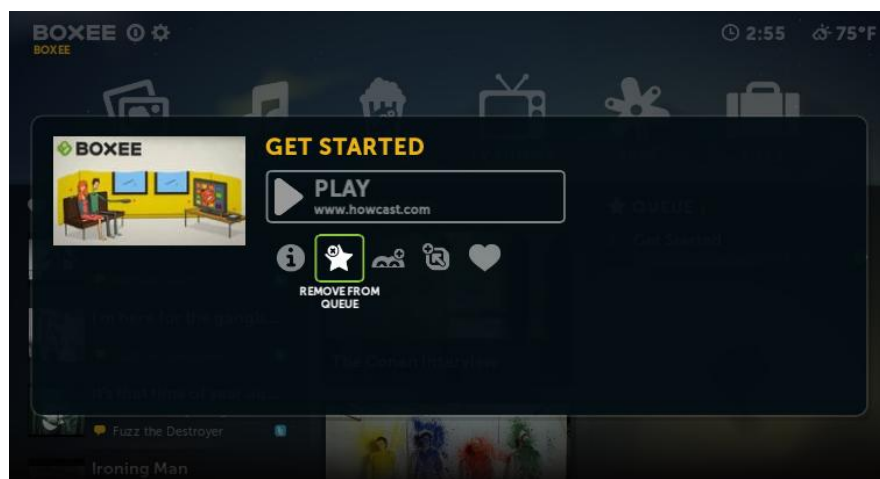 BOXEE
BOXEE
2:55 75°F
BOXEE
GET STARTED
PLAY
www.howcast.com
REMOVE FROM
QUEUE
QUEUE
Get Started
The Conan Interview
Fuzz the Destroyer
Ironing Man